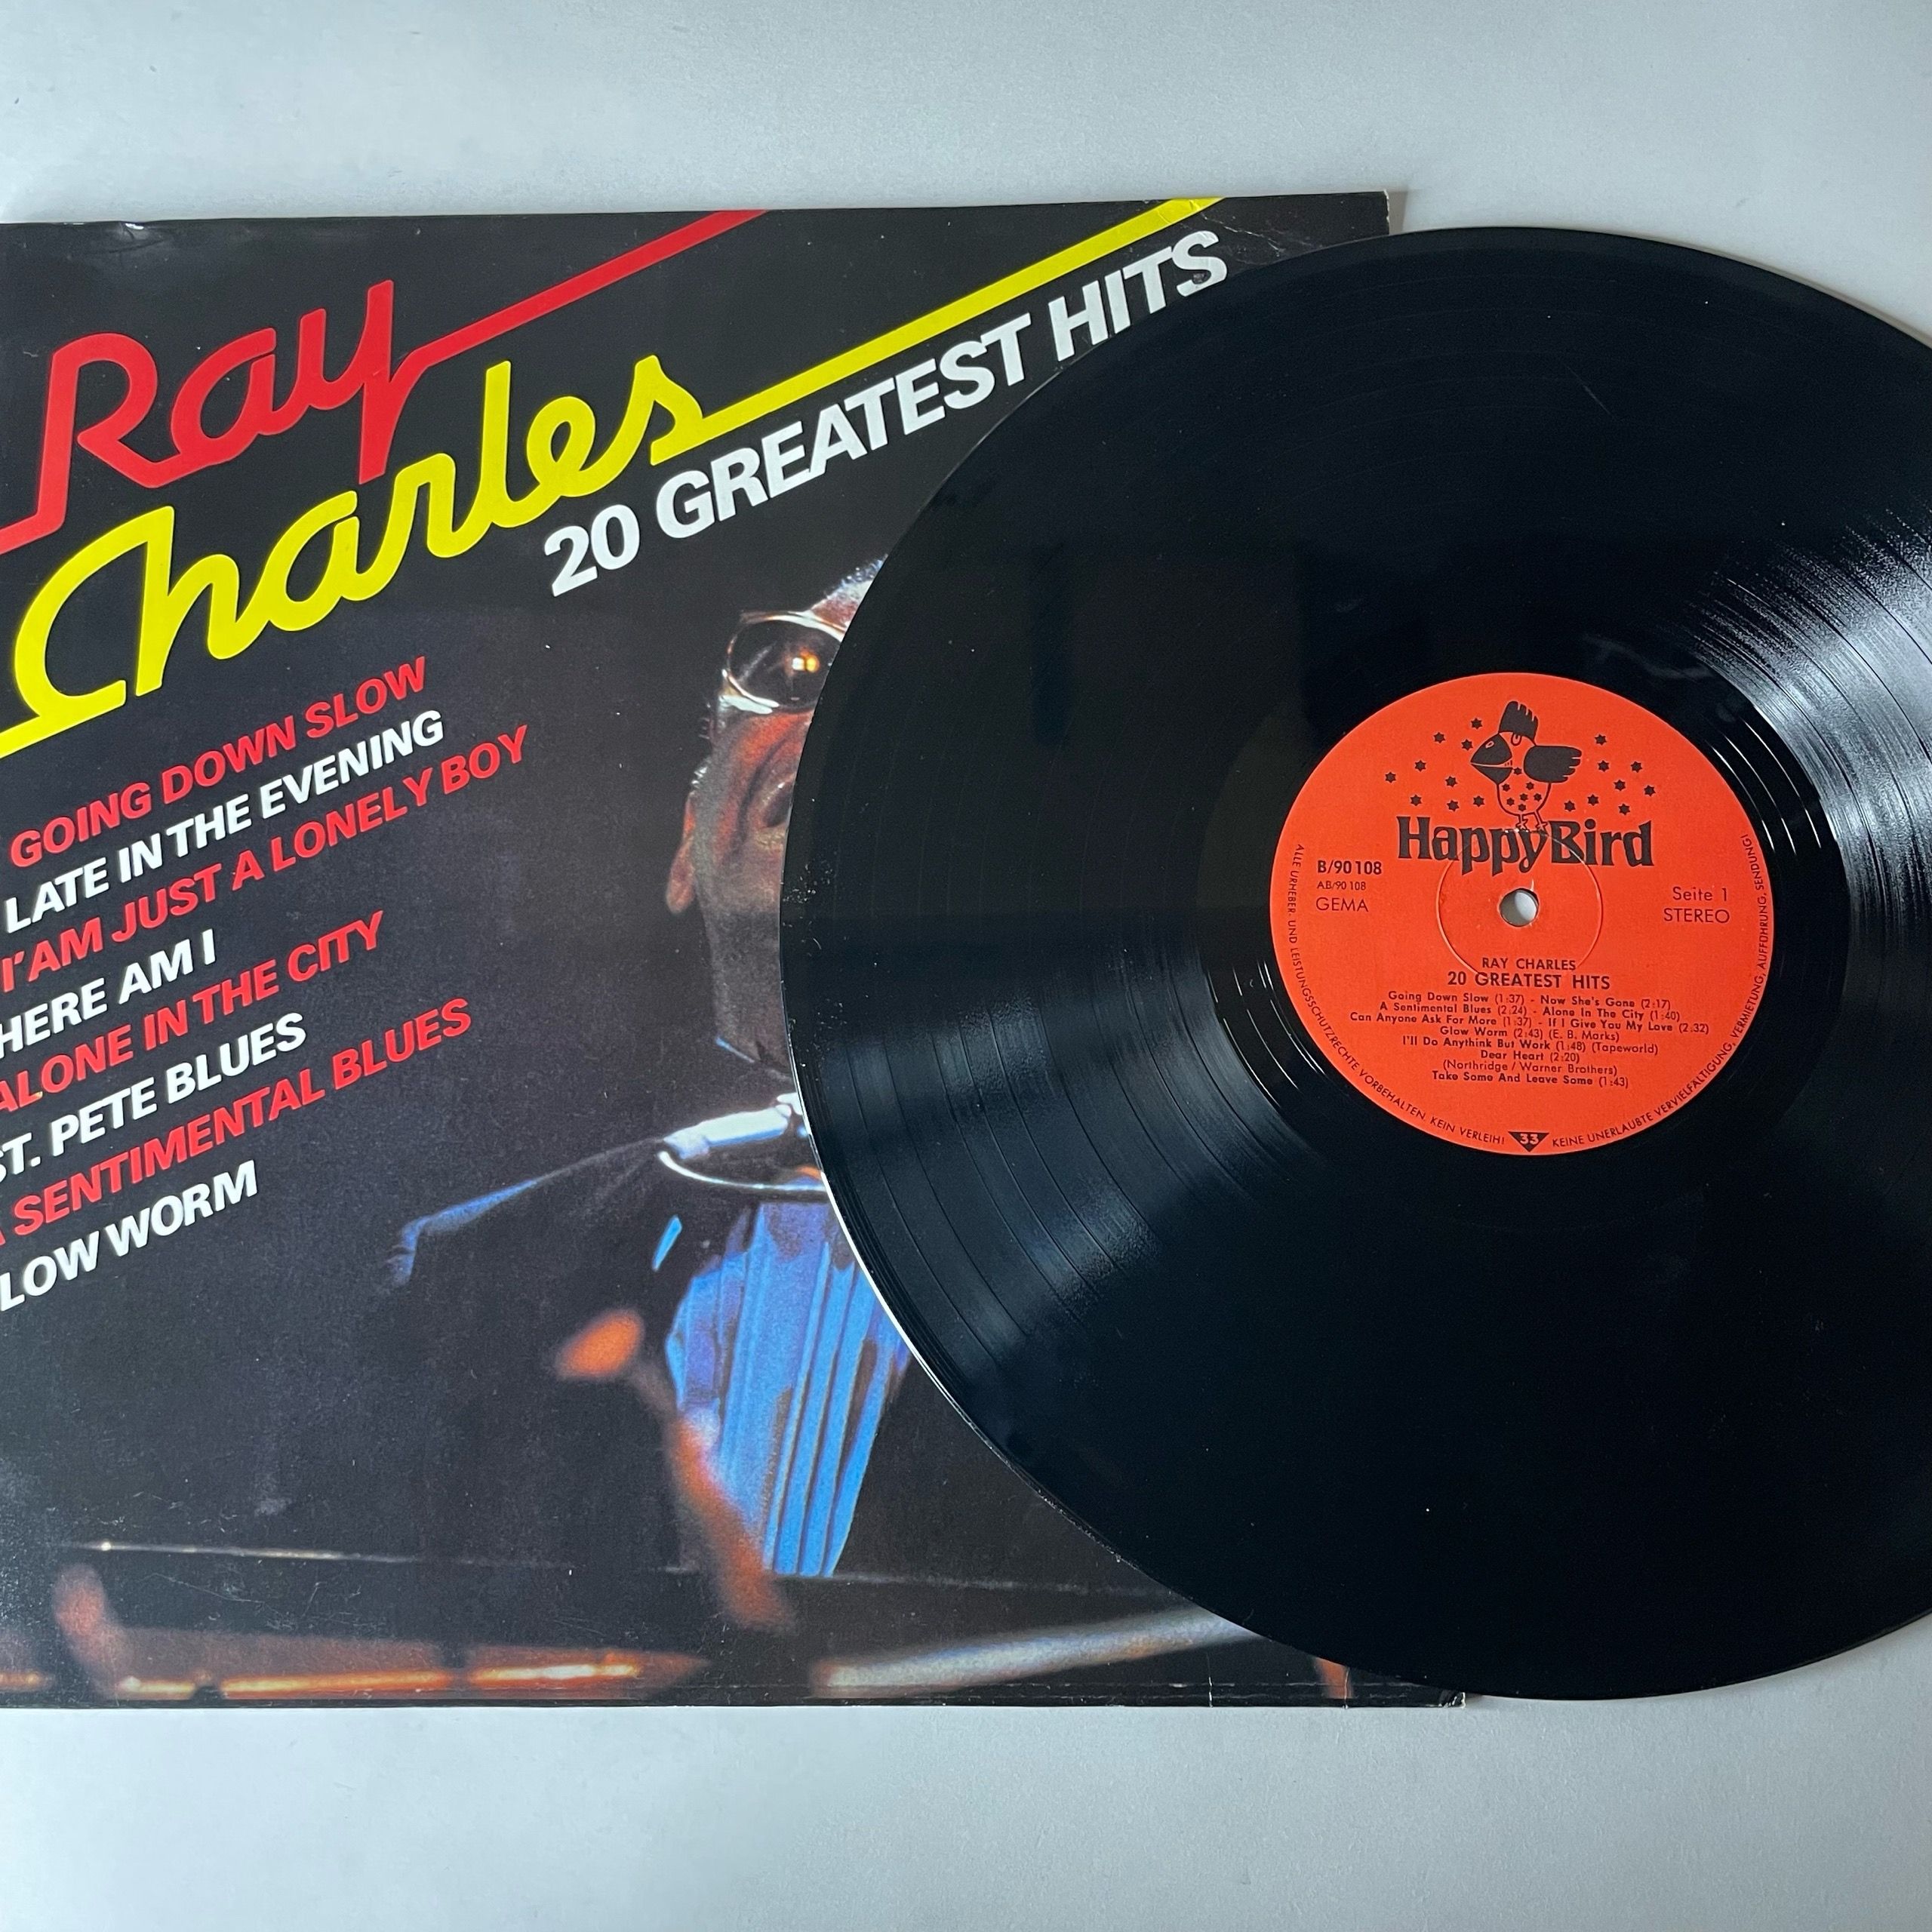 Ray
Charles
20 GREATEST HITS
GOING DOWN SLOW
LATE IN THE EVENING
I'AM JUST A LONELY BOY
HERE AM I
ALONE IN THE CITY
ST. PETE BLUES
A SENTIMENTAL BLUES
LOW WORM
HappyBird
B/90108
AB/90 108
GEMA
Seite 1
STEREO
RAY CHARLES
20 GREATEST HITS
Going Down Slow (1:37) - Now She's Gone (2:17)
A Sentimental Blues (2:24) - Alone In The City (1:40)
Can Anyone Ask For More (1:37) - If I Give You My Love (2:32)
Glow Worm (2:43) (E. B. Marks)
I'll Do Anythink But Work (1:48) (Tapeworld)
Dear Heart (2:20)
(Northridge / Warner Brothers)
Take Some And Leave Some (1:43)
ALLE URHEBER- UND LEISTUNGSSCHUTZRECHTE VORBEHALTEN. KEIN VERLEIH! 33 KEINE UNERLAUBTE VERVIELFÄLTIGUNG, VERMIETUNG, AUFFÜHRUNG, SENDUNG!